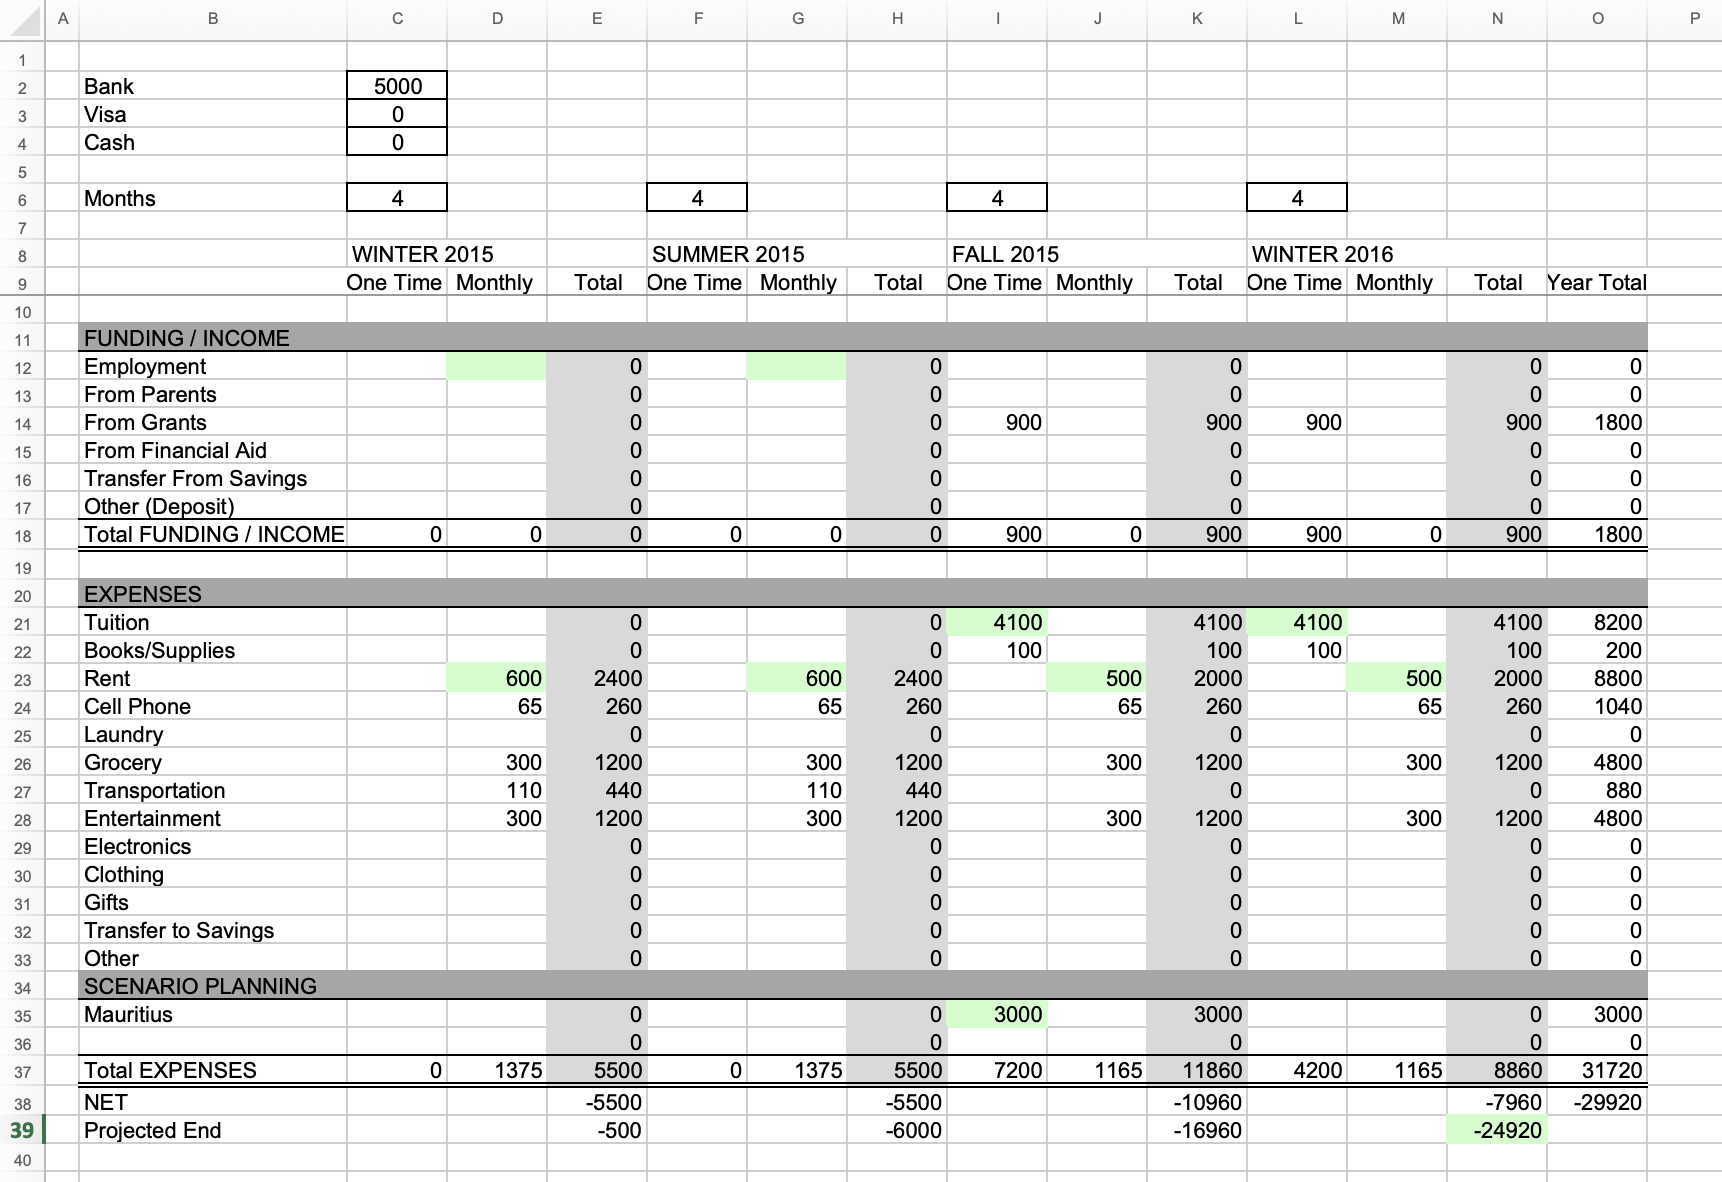 A B C D E F G H I J K L M N O P
1
2 Bank 5000
3 Visa 0
4 Cash 0
5
6 Months 4 4 4 4
7
8 WINTER 2015 SUMMER 2015 FALL 2015 WINTER 2016
9 One Time Monthly Total One Time Monthly Total One Time Monthly Total One Time Monthly Total Year Total
10
11 FUNDING / INCOME
12 Employment 0 0 0 0 0
13 From Parents 0 0 0 0 0
14 From Grants 0 0 900 900 900 900 1800
15 From Financial Aid 0 0 0 0 0
16 Transfer From Savings 0 0 0 0 0
17 Other (Deposit) 0 0 0 0 0
18 Total FUNDING / INCOME 0 0 0 0 0 0 900 0 900 900 0 900 1800
19
20 EXPENSES
21 Tuition 0 0 4100 4100 4100 4100 8200
22 Books/Supplies 0 0 100 100 100 100 200
23 Rent 600 2400 600 2400 500 2000 500 2000 8800
24 Cell Phone 65 260 65 260 65 260 65 260 1040
25 Laundry 0 0 0 0 0
26 Grocery 300 1200 300 1200 300 1200 300 1200 4800
27 Transportation 110 440 110 440 0 0 880
28 Entertainment 300 1200 300 1200 300 1200 300 1200 4800
29 Electronics 0 0 0 0 0
30 Clothing 0 0 0 0 0
31 Gifts 0 0 0 0 0
32 Transfer to Savings 0 0 0 0 0
33 Other 0 0 0 0 0
34 SCENARIO PLANNING
35 Mauritius 0 0 3000 3000 0 3000
36 0 0 0 0 0
37 Total EXPENSES 0 1375 5500 0 1375 5500 7200 1165 11860 4200 1165 8860 31720
38 NET -5500 -5500 -10960 -7960 -29920
39 Projected End -500 -6000 -16960 -24920
40